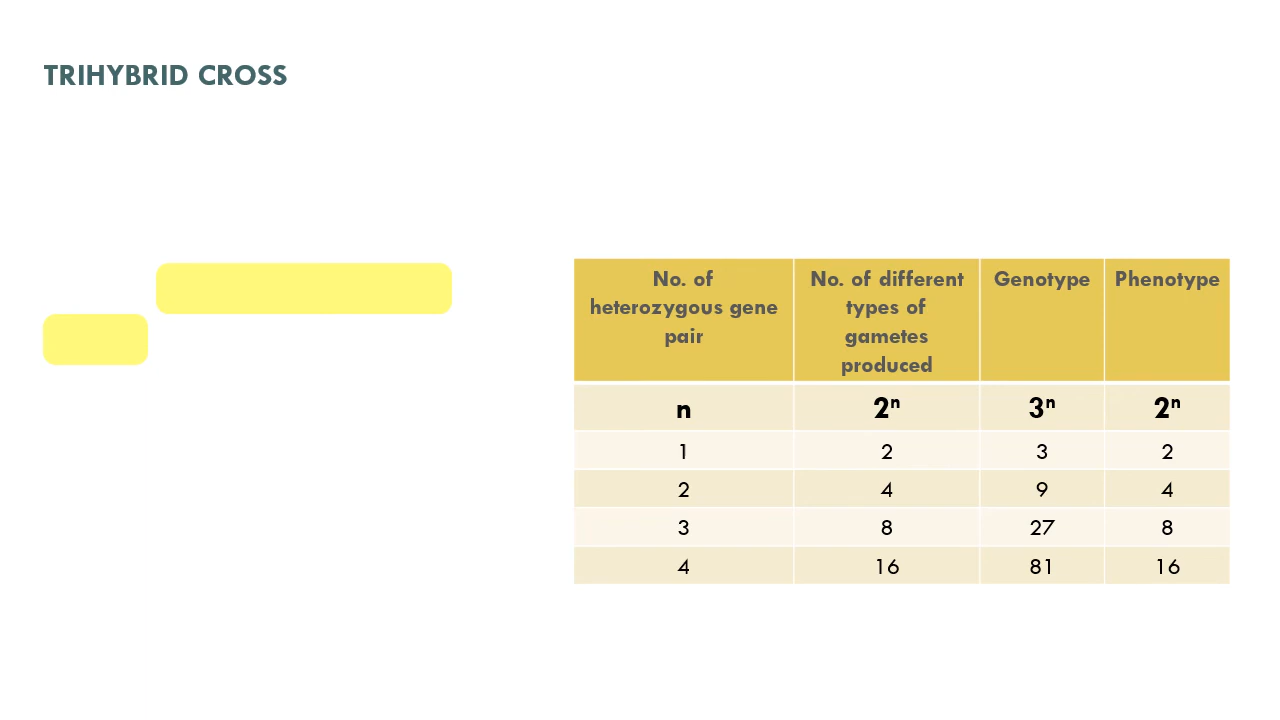 TRIHYBRID CROSS
No. of heterozygous gene pair No. of different types of gametes produced Genotype Phenotype
n 2ⁿ 3ⁿ 2ⁿ
1 2 3 2
2 4 9 4
3 8 27 8
4 16 81 16